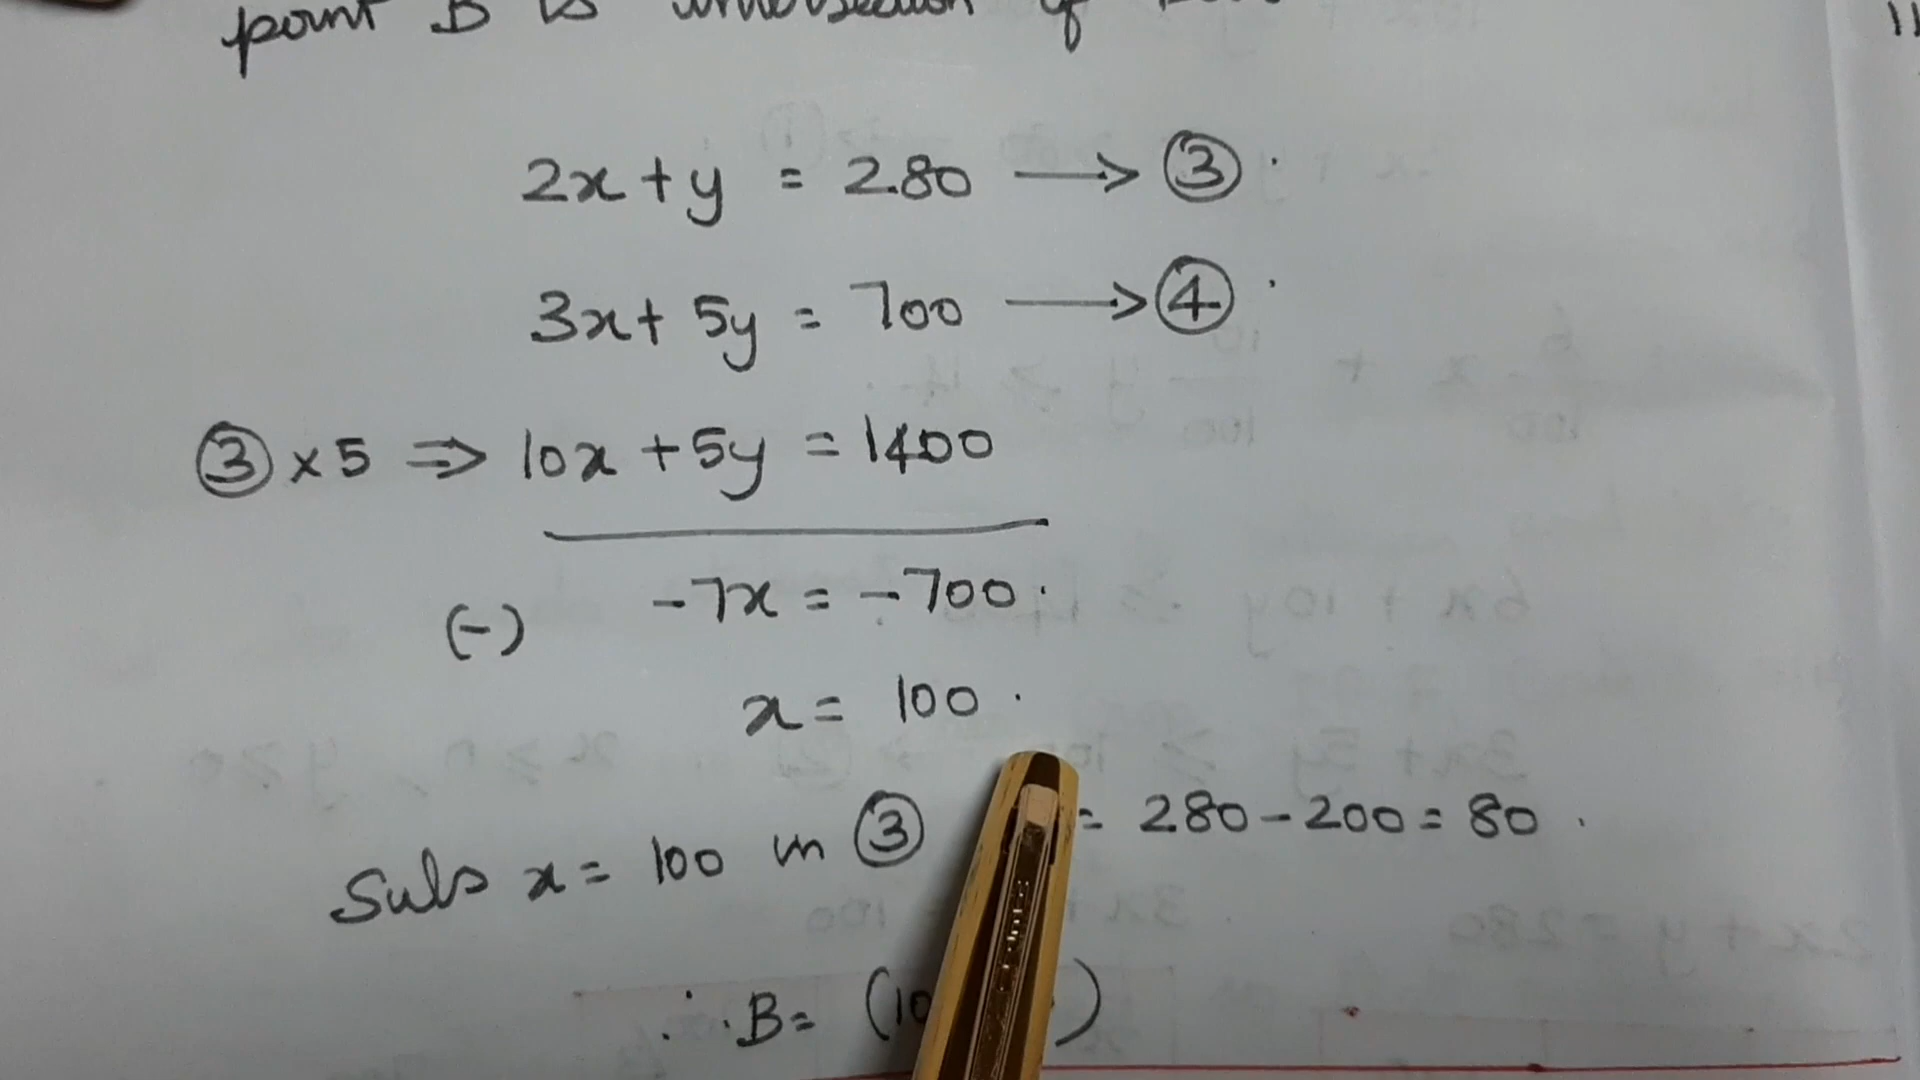 point B is intersection of
2x + y = 280 → ③.
3x + 5y = 700 → ④.
③ × 5 ⇒ 10x + 5y = 1400
(-) -7x = -700.
x = 100.
Subs x = 100 in ③ = 280 - 200 = 80.
∴ B = (10 )